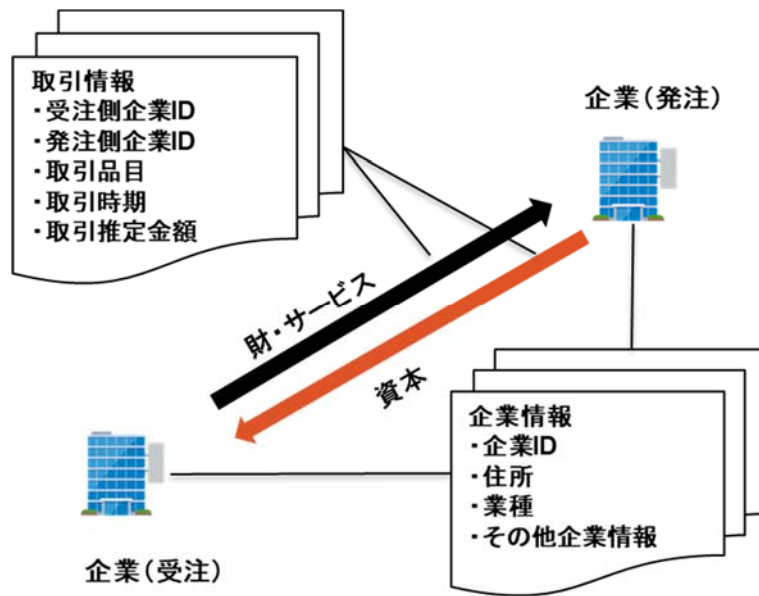 取引情報
・受注側企業ID
・発注側企業ID
・取引品目
・取引時期
・取引推定金額
企業（発注）
財・サービス
資本
企業情報
・企業ID
・住所
・業種
・その他企業情報
企業（受注）